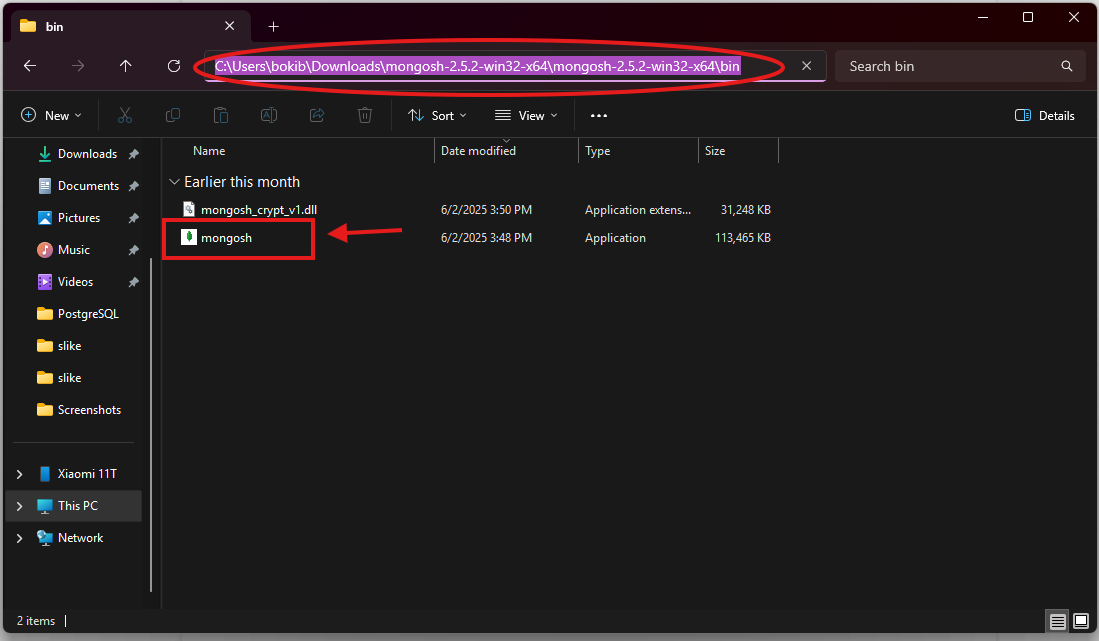 bin
C:\Users\bokib\Downloads\mongosh-2.5.2-win32-x64\mongosh-2.5.2-win32-x64\bin
Search bin
New
Sort
View
Details
Downloads
Documents
Pictures
Music
Videos
PostgreSQL
slike
slike
Screenshots
Xiaomi 11T
This PC
Network
Name Date modified Type Size
Earlier this month
mongosh_crypt_v1.dll 6/2/2025 3:50 PM Application extens... 31,248 KB
mongosh 6/2/2025 3:48 PM Application 113,465 KB
2 items